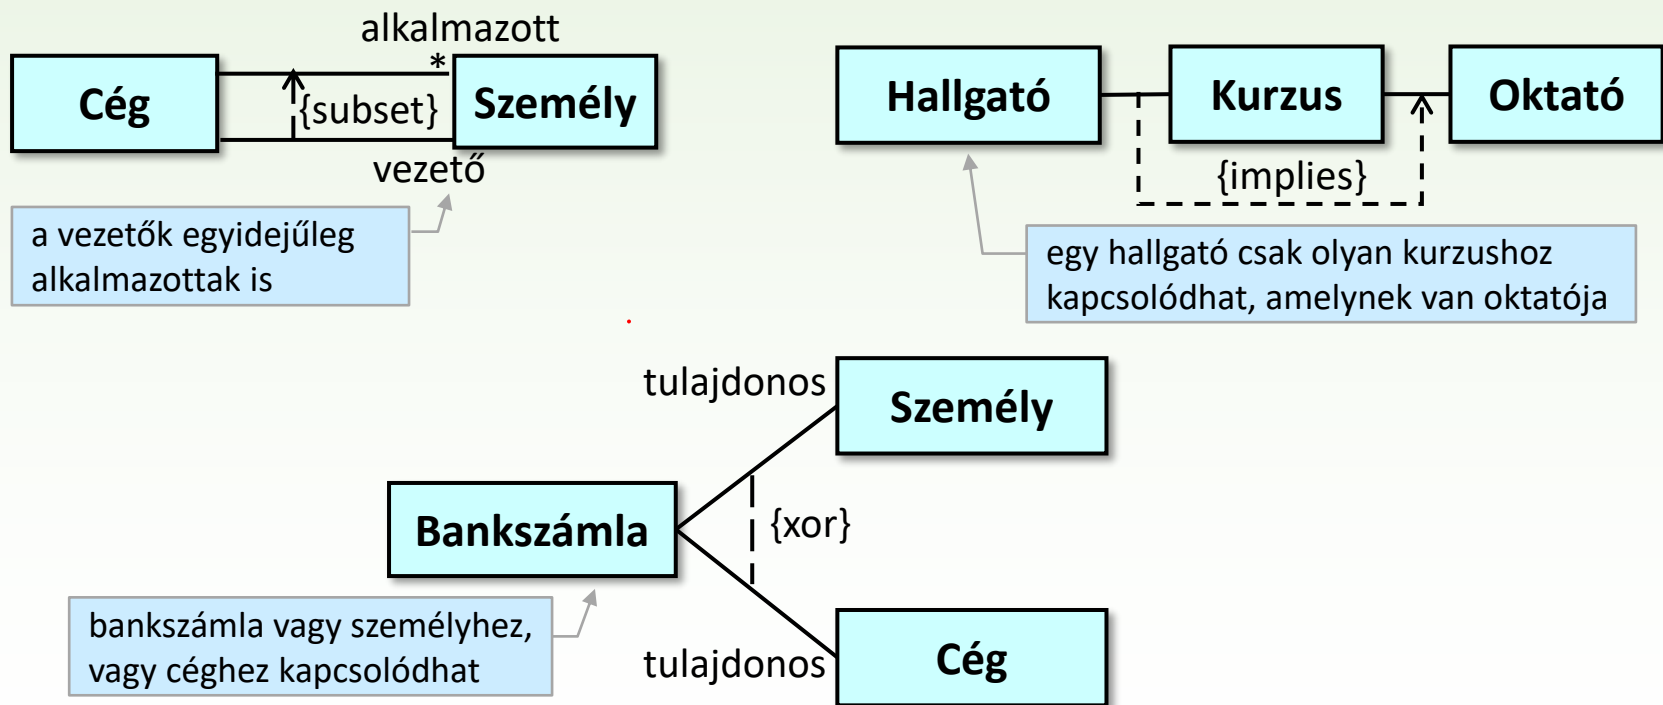 alkalmazott
*
Cég
{subset}
Személy
vezető
a vezetők egyidejűleg
alkalmazottak is
Hallgató
Kurzus
Oktató
{implies}
egy hallgató csak olyan kurzushoz
kapcsolódhat, amelynek van oktatója
tulajdonos
Személy
Bankszámla
{xor}
bankszámla vagy személyhez,
vagy céghez kapcsolódhat
tulajdonos
Cég